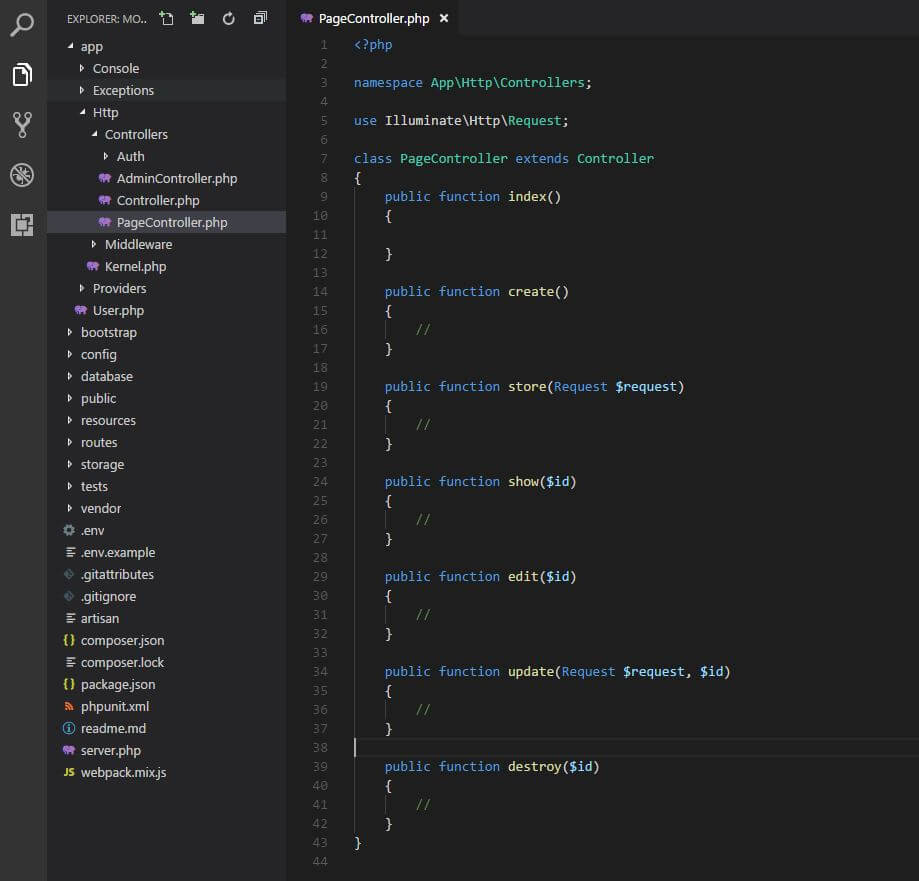 EXPLORER: MO..
app
Console
Exceptions
Http
Controllers
Auth
AdminController.php
Controller.php
PageController.php
Middleware
Kernel.php
Providers
User.php
bootstrap
config
database
public
resources
routes
storage
tests
vendor
.env
.env.example
.gitattributes
.gitignore
artisan
{} composer.json
composer.lock
{} package.json
phpunit.xml
readme.md
server.php
JS webpack.mix.js
PageController.php ×
1 <?php
2
3 namespace App\Http\Controllers;
4
5 use Illuminate\Http\Request;
6
7 class PageController extends Controller
8 {
9     public function index()
10     {
11
12     }
13
14     public function create()
15     {
16         //
17     }
18
19     public function store(Request $request)
20     {
21         //
22     }
23
24     public function show($id)
25     {
26         //
27     }
28
29     public function edit($id)
30     {
31         //
32     }
33
34     public function update(Request $request, $id)
35     {
36         //
37     }
38
39     public function destroy($id)
40     {
41         //
42     }
43 }
44